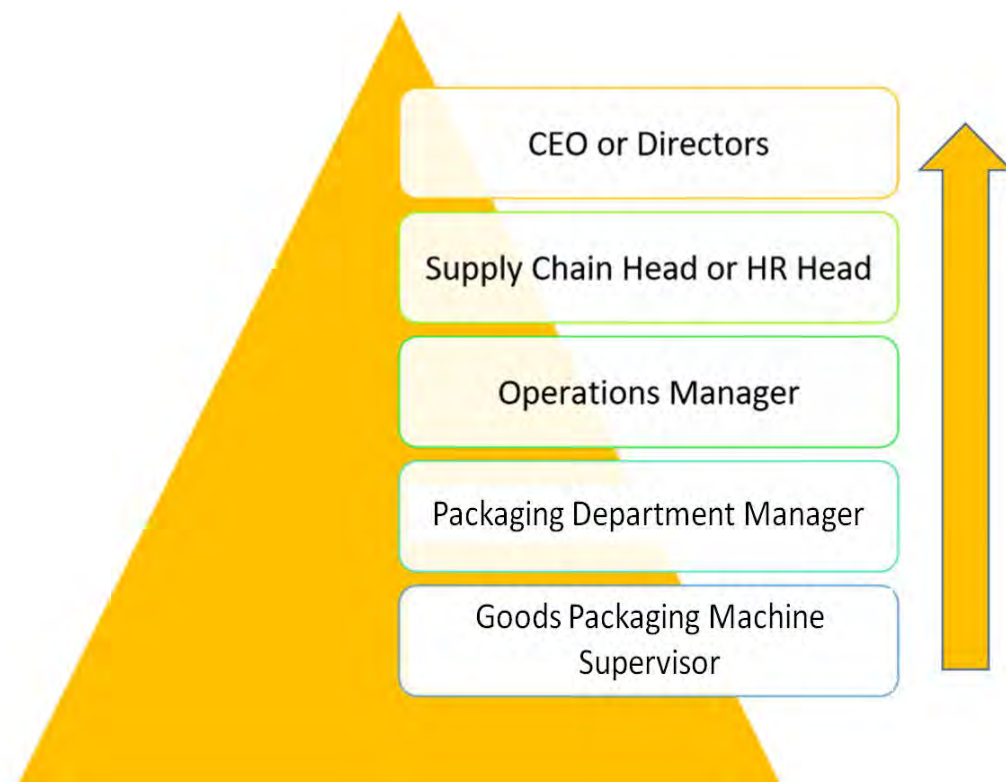 CEO or Directors
Supply Chain Head or HR Head
Operations Manager
Packaging Department Manager
Goods Packaging Machine
Supervisor